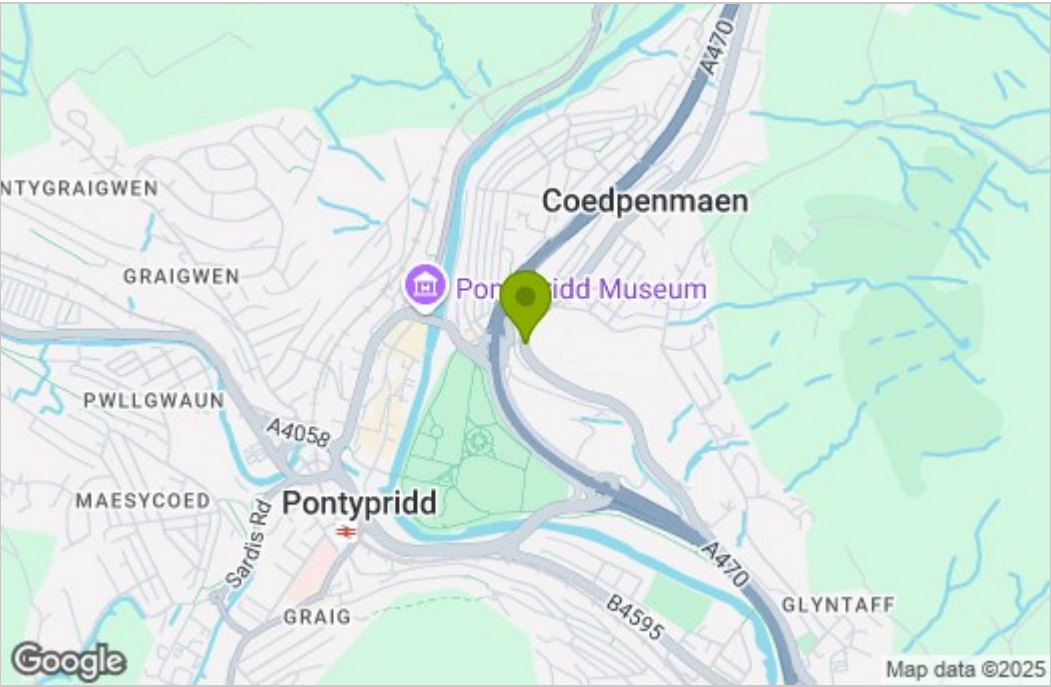 A470
NTYGRAIGWEN
Coedpenmaen
GRAIGWEN
Pontypridd Museum
PWLLGWAUN
A4058
MAESYCOED
Pontypridd
Sardis Rd
A470
GLYNTAFF
GRAIG
B4595
Google
Map data ©2025